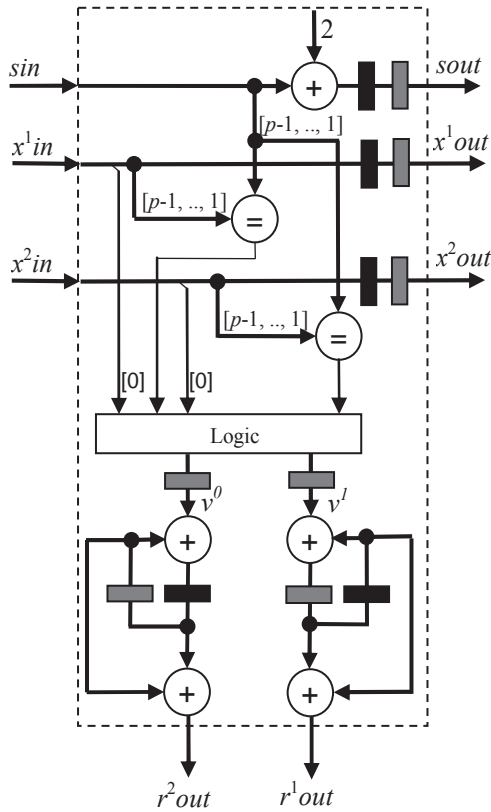 2
sin
+
sout
[p-1, .., 1]
x¹in
x¹out
[p-1, .., 1]
=
x²in
x²out
[p-1, .., 1]
=
[0]
[0]
Logic
v⁰
v¹
+
+
+
+
r²out
r¹out